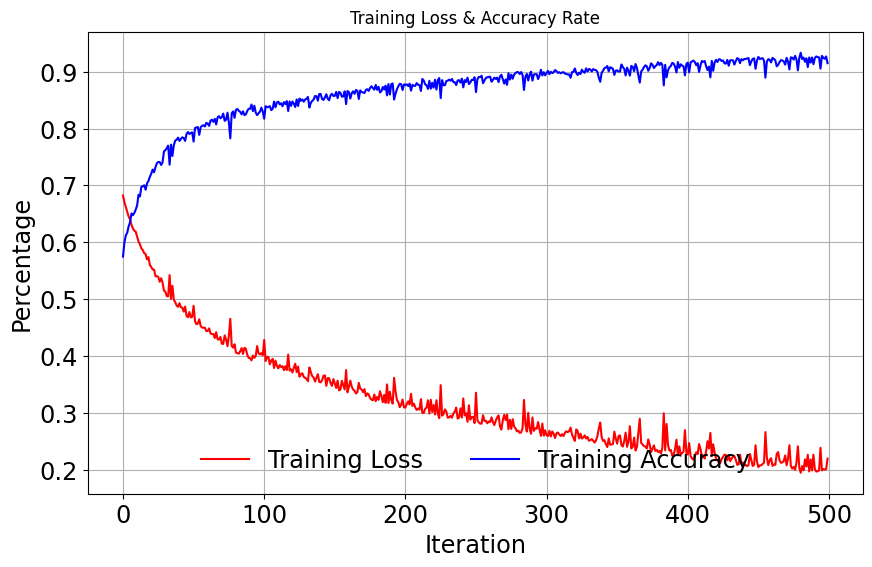 Training Loss & Accuracy Rate
Percentage
0.9
0.8
0.7
0.6
0.5
0.4
0.3
0.2
Training Loss Training Accuracy
0 100 200 300 400 500
Iteration